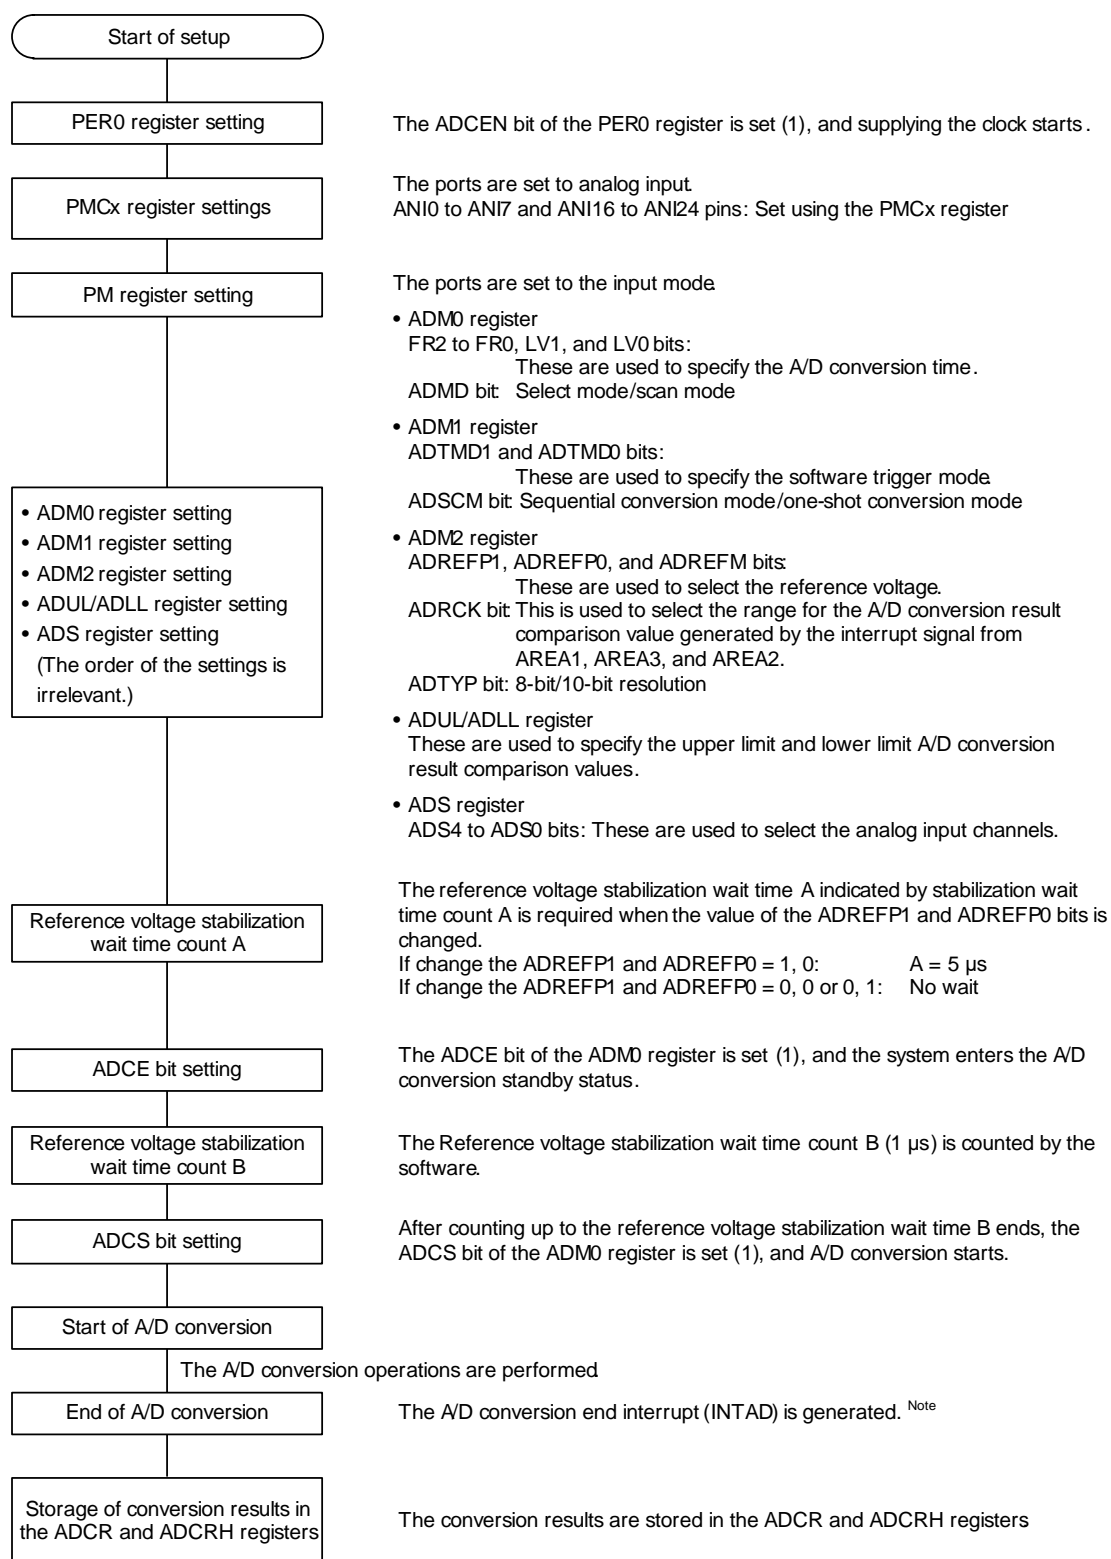 Start of setup
PER0 register setting
The ADCEN bit of the PER0 register is set (1), and supplying the clock starts.
PMCx register settings
The ports are set to analog input.
ANI0 to ANI7 and ANI16 to ANI24 pins: Set using the PMCx register
PM register setting
The ports are set to the input mode.
• ADM0 register
FR2 to FR0, LV1, and LV0 bits:
These are used to specify the A/D conversion time.
ADMD bit: Select mode/scan mode
• ADM1 register
ADTMD1 and ADTMD0 bits:
These are used to specify the software trigger mode.
ADSCM bit: Sequential conversion mode/one-shot conversion mode
• ADM0 register setting
• ADM1 register setting
• ADM2 register setting
• ADUL/ADLL register setting
• ADS register setting
(The order of the settings is
irrelevant.)
• ADM2 register
ADREFP1, ADREFP0, and ADREFM bits:
These are used to select the reference voltage.
ADRCK bit: This is used to select the range for the A/D conversion result
comparison value generated by the interrupt signal from
AREA1, AREA3, and AREA2.
ADTYP bit: 8-bit/10-bit resolution
• ADUL/ADLL register
These are used to specify the upper limit and lower limit A/D conversion
result comparison values.
• ADS register
ADS4 to ADS0 bits: These are used to select the analog input channels.
Reference voltage stabilization
wait time count A
The reference voltage stabilization wait time A indicated by stabilization wait
time count A is required when the value of the ADREFP1 and ADREFP0 bits is
changed.
If change the ADREFP1 and ADREFP0 = 1, 0: A = 5 µs
If change the ADREFP1 and ADREFP0 = 0, 0 or 0, 1: No wait
ADCE bit setting
The ADCE bit of the ADM0 register is set (1), and the system enters the A/D
conversion standby status.
Reference voltage stabilization
wait time count B
The Reference voltage stabilization wait time count B (1 µs) is counted by the
software.
ADCS bit setting
After counting up to the reference voltage stabilization wait time B ends, the
ADCS bit of the ADM0 register is set (1), and A/D conversion starts.
Start of A/D conversion
The A/D conversion operations are performed.
End of A/D conversion
The A/D conversion end interrupt (INTAD) is generated. Note
Storage of conversion results in
the ADCR and ADCRH registers
The conversion results are stored in the ADCR and ADCRH registers